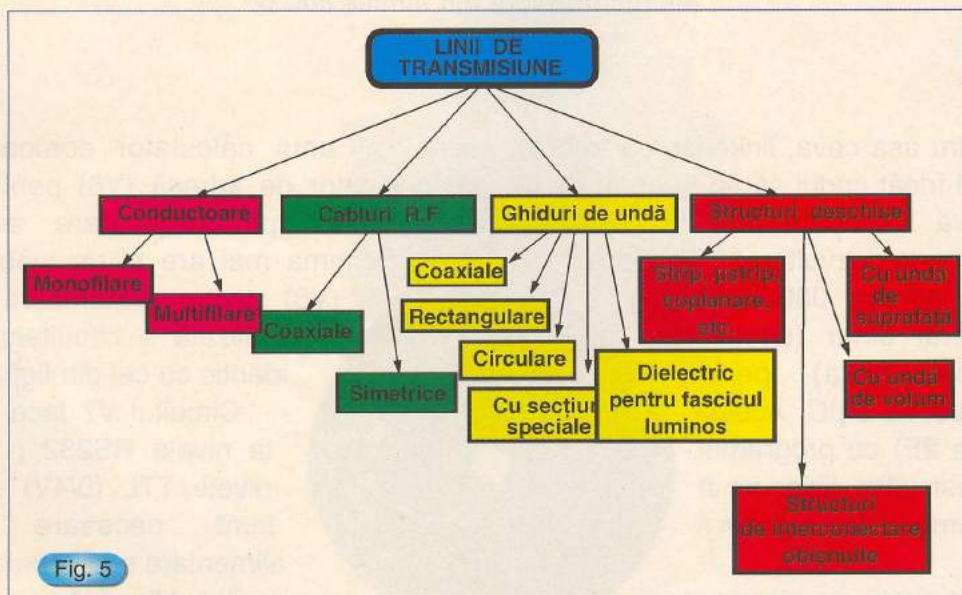 LINII DE
TRANSMISIUNE
Conductoare
Cabluri R.F
Ghiduri de undă
Structuri deschise
Monofilare
Multifilare
Coaxiale
Simetrice
Coaxiale
Rectangulare
Circulare
Cu secțiun
speciale
Dielectric
pentru fascicul
luminos
Strip, pstrip,
coplanare,
etc.
Cu undă
de
suprafață
Cu undă
de volum
Structuri
de interconectare
obișnuite
Fig. 5